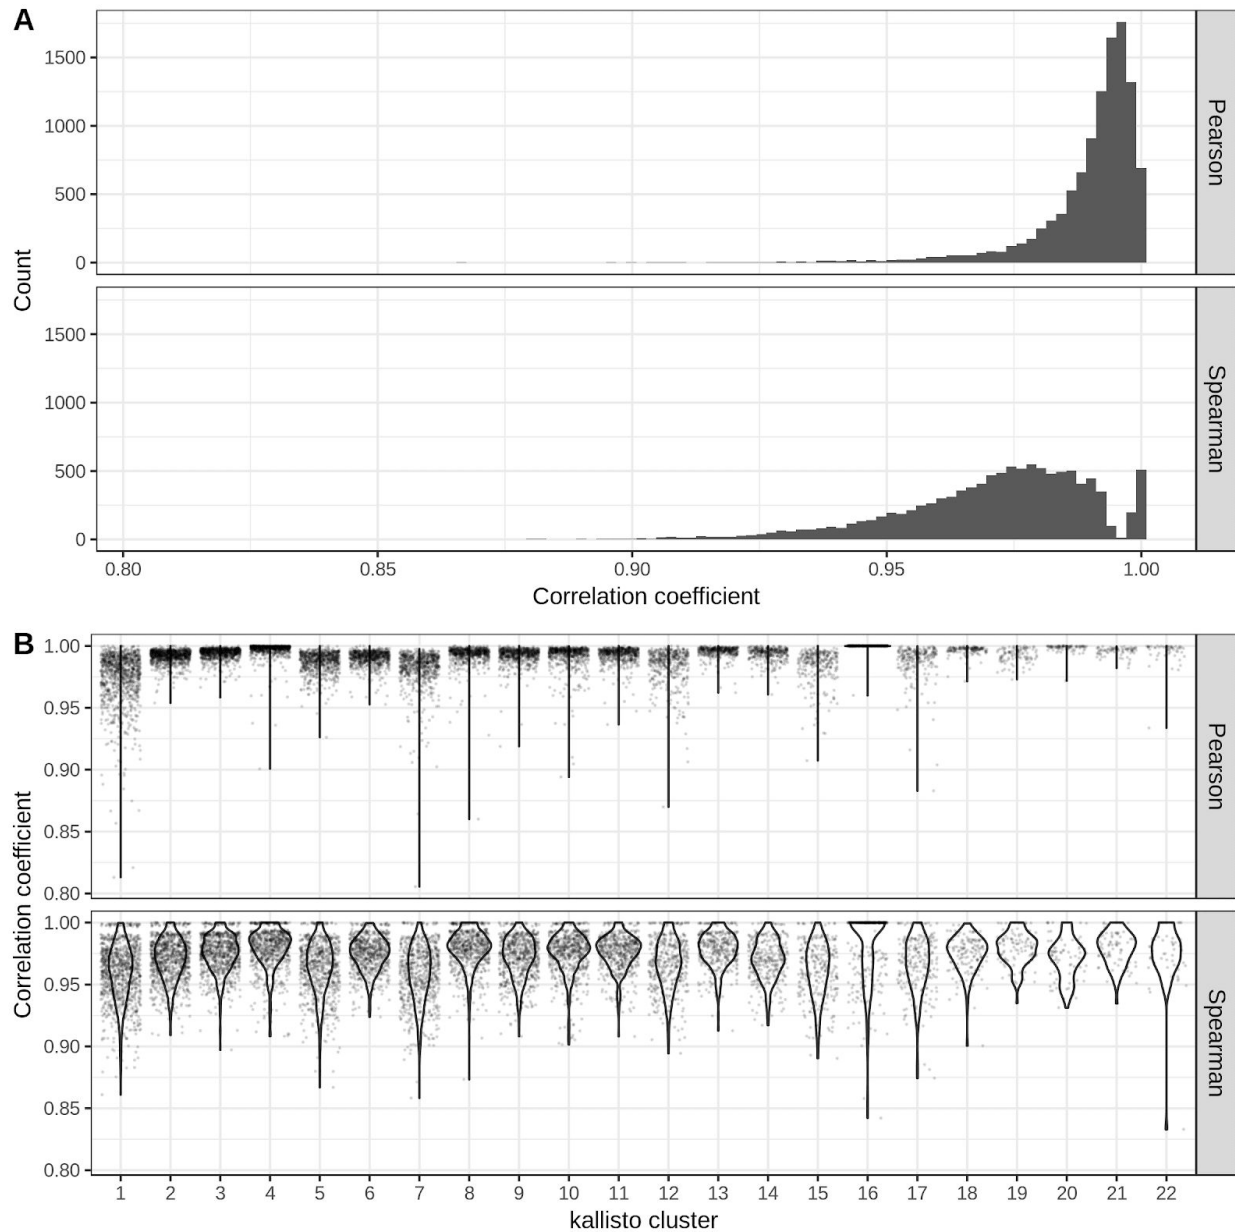 A
Count
1500
1000
500
0
Pearson
1500
1000
500
0
Spearman
0.80 0.85 0.90 0.95 1.00
Correlation coefficient
B
Correlation coefficient
1.00
0.95
0.90
0.85
0.80
Pearson
1.00
0.95
0.90
0.85
0.80
Spearman
1 2 3 4 5 6 7 8 9 10 11 12 13 14 15 16 17 18 19 20 21 22
kallisto cluster